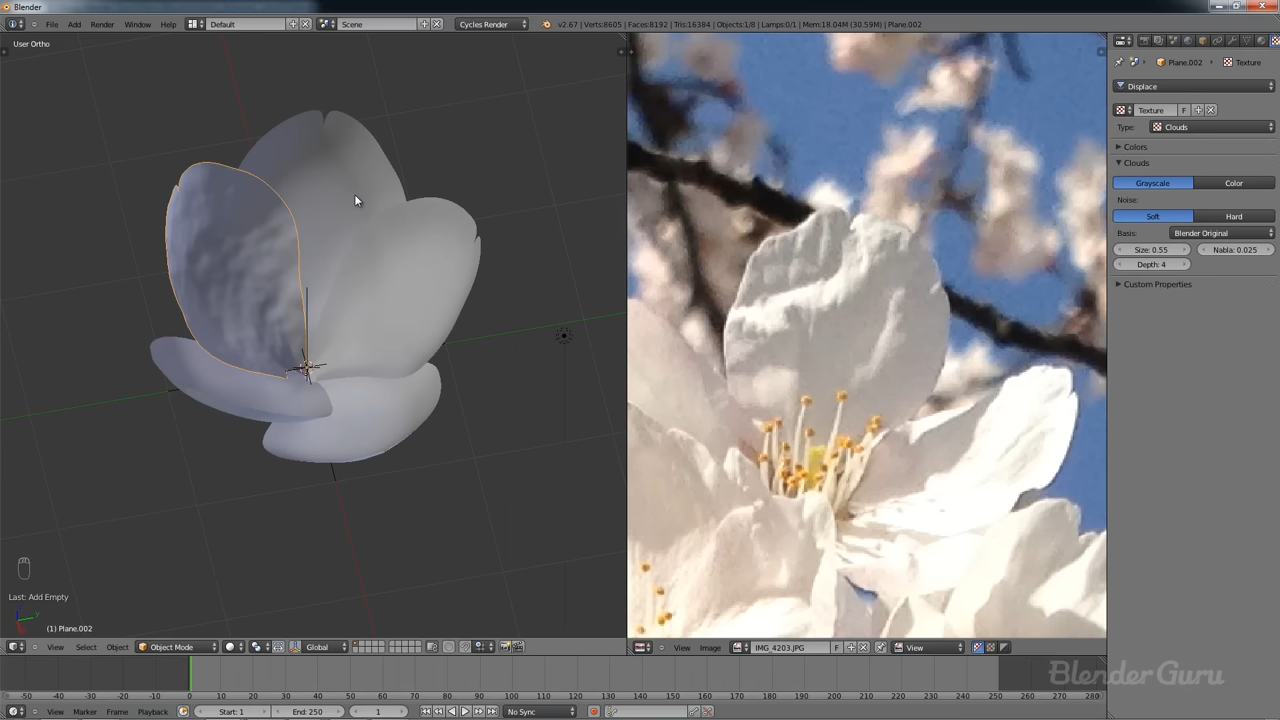 Blender
File Add Render Window Help Default Scene Cycles Render v2.67 | Verts:8605 | Faces:8192 | Tris:16384 | Objects:1/8 | Lamps:0/1 | Mem:18.04M (30.59M) | Plane.002
User Ortho
Plane.002 Texture
Displace
Texture F
Type: Clouds
Colors
Clouds
Grayscale Color
Noise:
Soft Hard
Basis: Blender Original
Size: 0.55 Nabla: 0.025
Depth: 4
Custom Properties
Last: Add Empty
(1) Plane.002
View Select Object Object Mode Global View Image IMG_4203.JPG F View
BlenderGuru
-50 -40 -30 -20 -10 0 10 20 30 40 50 60 70 80 90 100 110 120 130 140 150 160 170 180 190 200 210 220 230 240 250 260 270 280
View Marker Frame Playback Start: 1 End: 250 1 No Sync